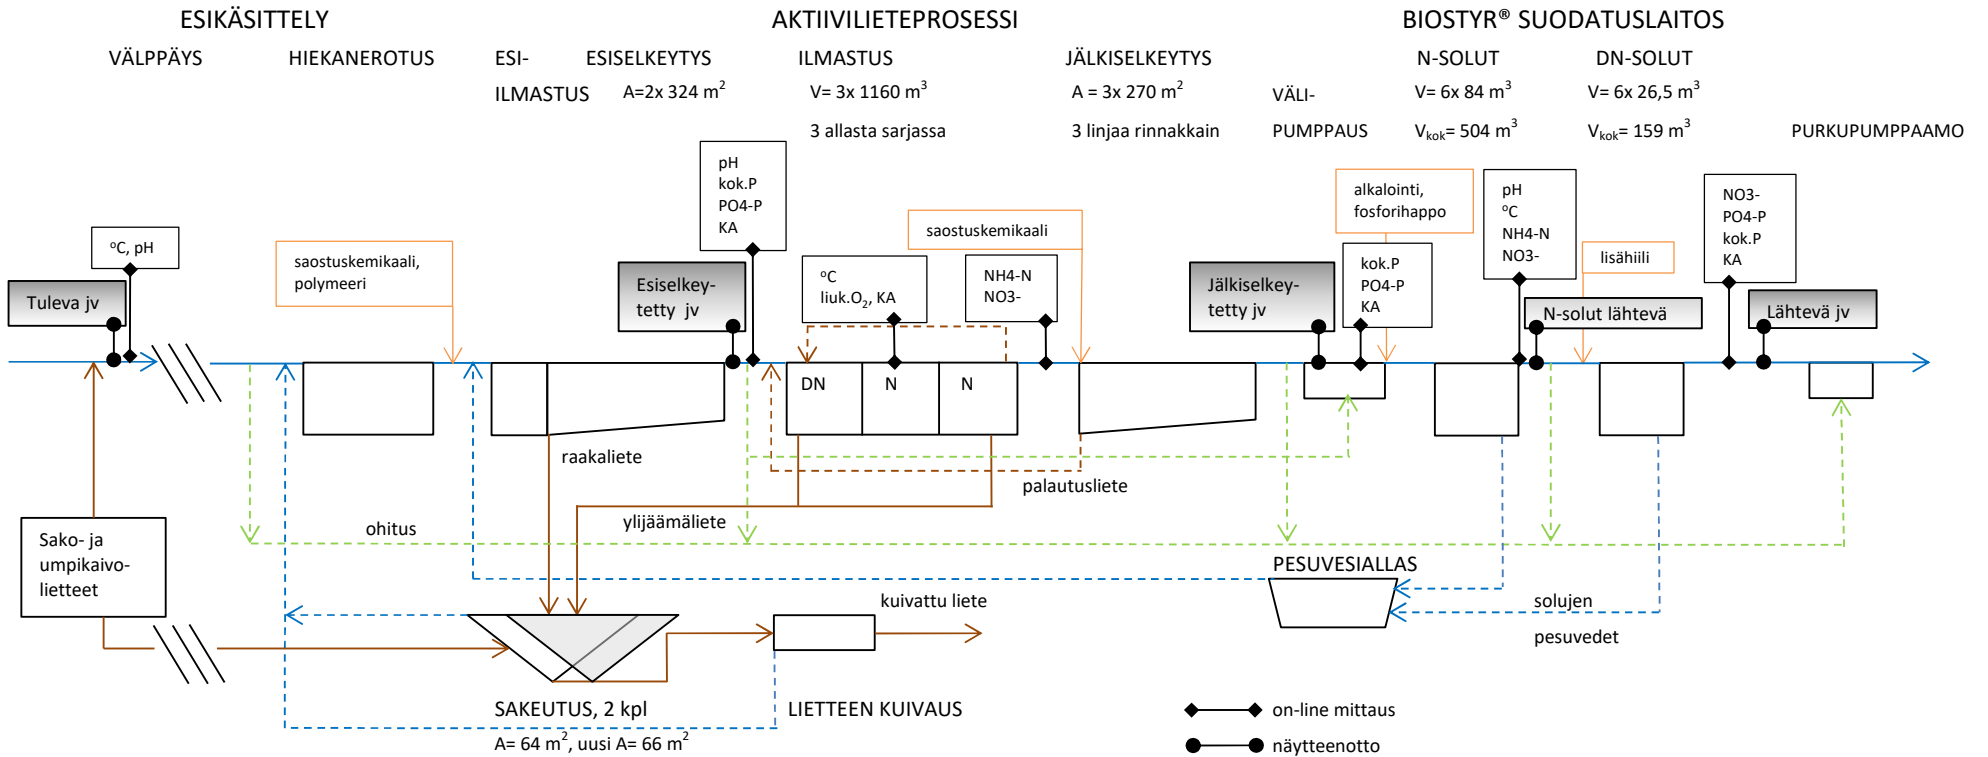 ESIKÄSITTELY
AKTIIVILIETEPROSESSI
BIOSTYR® SUODATUSLAITOS
VÄLPPÄYS
HIEKANEROTUS
ESI-
ILMASTUS
ESISELKEYTYS
A=2x 324 m²
ILMASTUS
V= 3x 1160 m³
3 allasta sarjassa
JÄLKISELKEYTYS
A = 3x 270 m²
3 linjaa rinnakkain
VÄLI-
PUMPPAUS
N-SOLUT
V= 6x 84 m³
Vkok= 504 m³
DN-SOLUT
V= 6x 26,5 m³
Vkok= 159 m³
PURKUPUMPPAAMO
°C, pH
Tuleva jv
saostuskemikaali,
polymeeri
pH
kok.P
PO4-P
KA
Esiselkey-
tetty jv
°C
liuk.O₂, KA
saostuskemikaali
NH4-N
NO3-
Jälkiselkey-
tetty jv
alkalointi,
fosforihappo
kok.P
PO4-P
KA
pH
°C
NH4-N
NO3-
N-solut lähtevä
lisähiili
NO3-
PO4-P
kok.P
KA
Lähtevä jv
DN
N
N
raakaliete
palautusliete
ylijäämäliete
ohitus
Sako- ja
umpikaivo-
lietteet
PESUVESIALLAS
kuivattu liete
solujen
pesuvedet
SAKEUTUS, 2 kpl
A= 64 m², uusi A= 66 m²
LIETTEEN KUIVAUS
on-line mittaus
näytteenotto